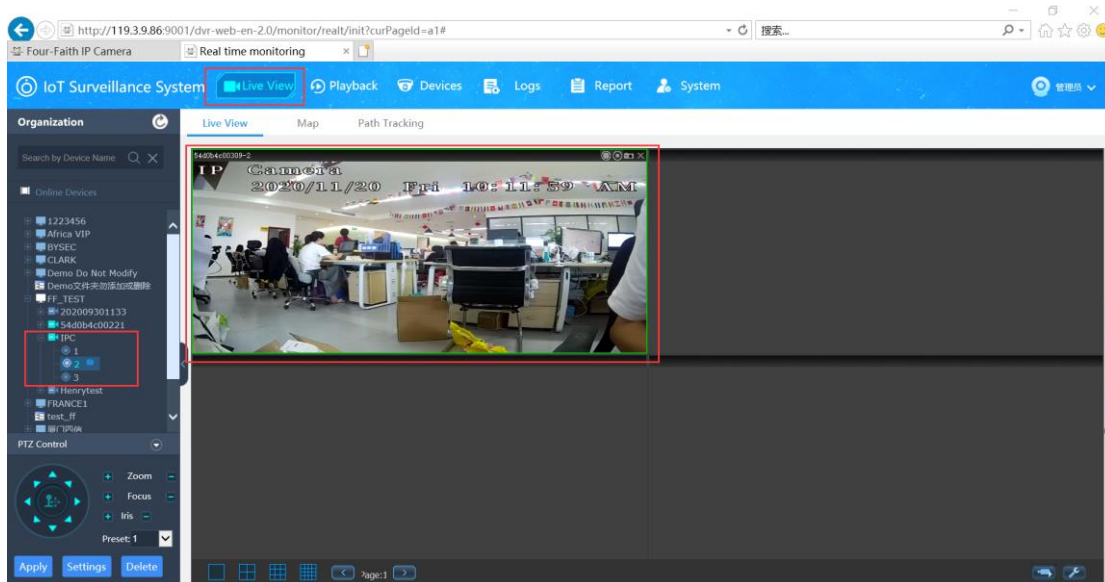 http://119.3.9.86:9001/dvr-web-en-2.0/monitor/realt/init?curPageId=a1#
搜索...
Four-Faith IP Camera
Real time monitoring
IoT Surveillance System
Live View
Playback
Devices
Logs
Report
System
管理员
Organization
Live View
Map
Path Tracking
Search by Device Name
Online Devices
1223456
Africa VIP
BYSEC
CLARK
Demo Do Not Modify
Demo文件夹勿添加或删除
FF_TEST
202009301133
54d0b4c00221
IPC
1
2
3
Henrytest
FRANCE1
test_ff
54d0b4c00309-2
IP Camera
2020/11/20 Fri 10:11:59 AM
PTZ Control
Zoom
Focus
Iris
Preset: 1
Apply
Settings
Delete
Page:1